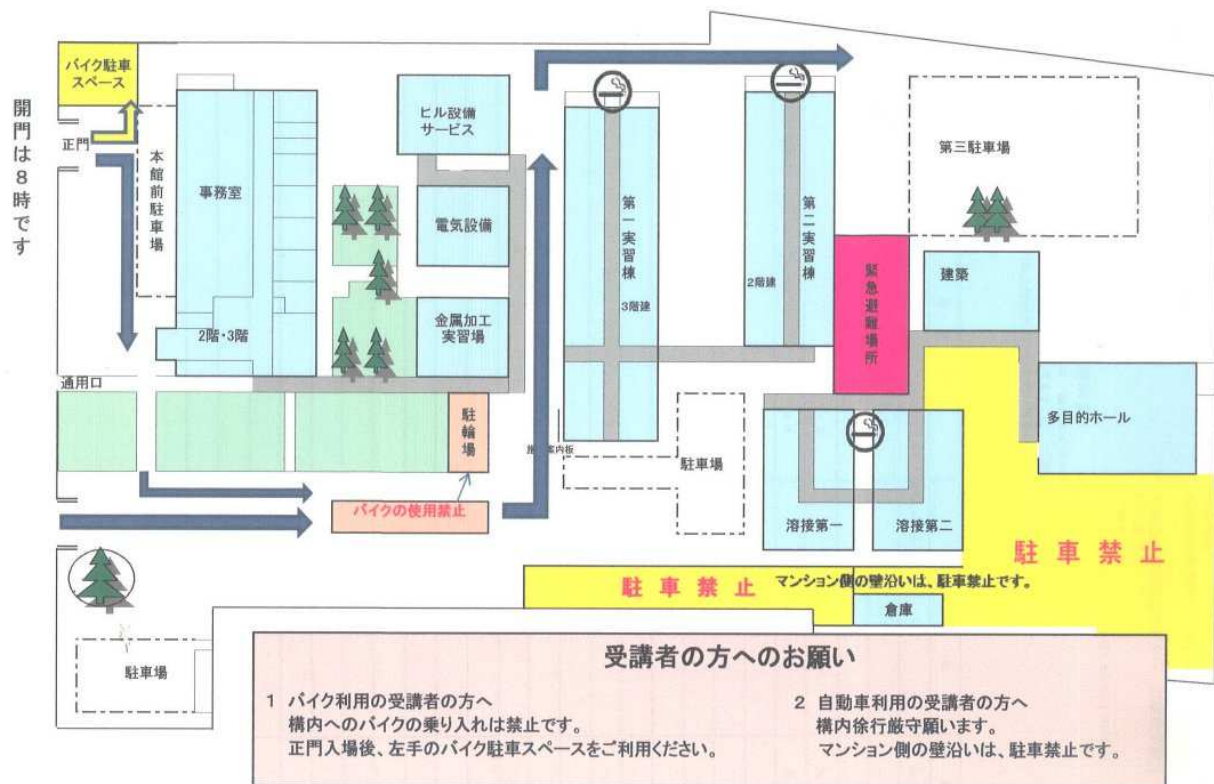 バイク駐車
スペース
開門は8時です
正門
本館前駐車場
事務室
2階・3階
通用口
ヒル設備
サービス
電気設備
金属加工
実習場
駐輪場
バイクの使用禁止
第一実習棟
3階建
第二実習棟
2階建
第三駐車場
緊急避難場所
建築
多目的ホール
案内板
駐車場
溶接第一
溶接第二
駐車禁止
駐車禁止
マンション側の壁沿いは、駐車禁止です。
倉庫
駐車場
受講者の方へのお願い
1 バイク利用の受講者の方へ
構内へのバイクの乗り入れは禁止です。
正門入場後、左手のバイク駐車スペースをご利用ください。
2 自動車利用の受講者の方へ
構内徐行厳守願います。
マンション側の壁沿いは、駐車禁止です。